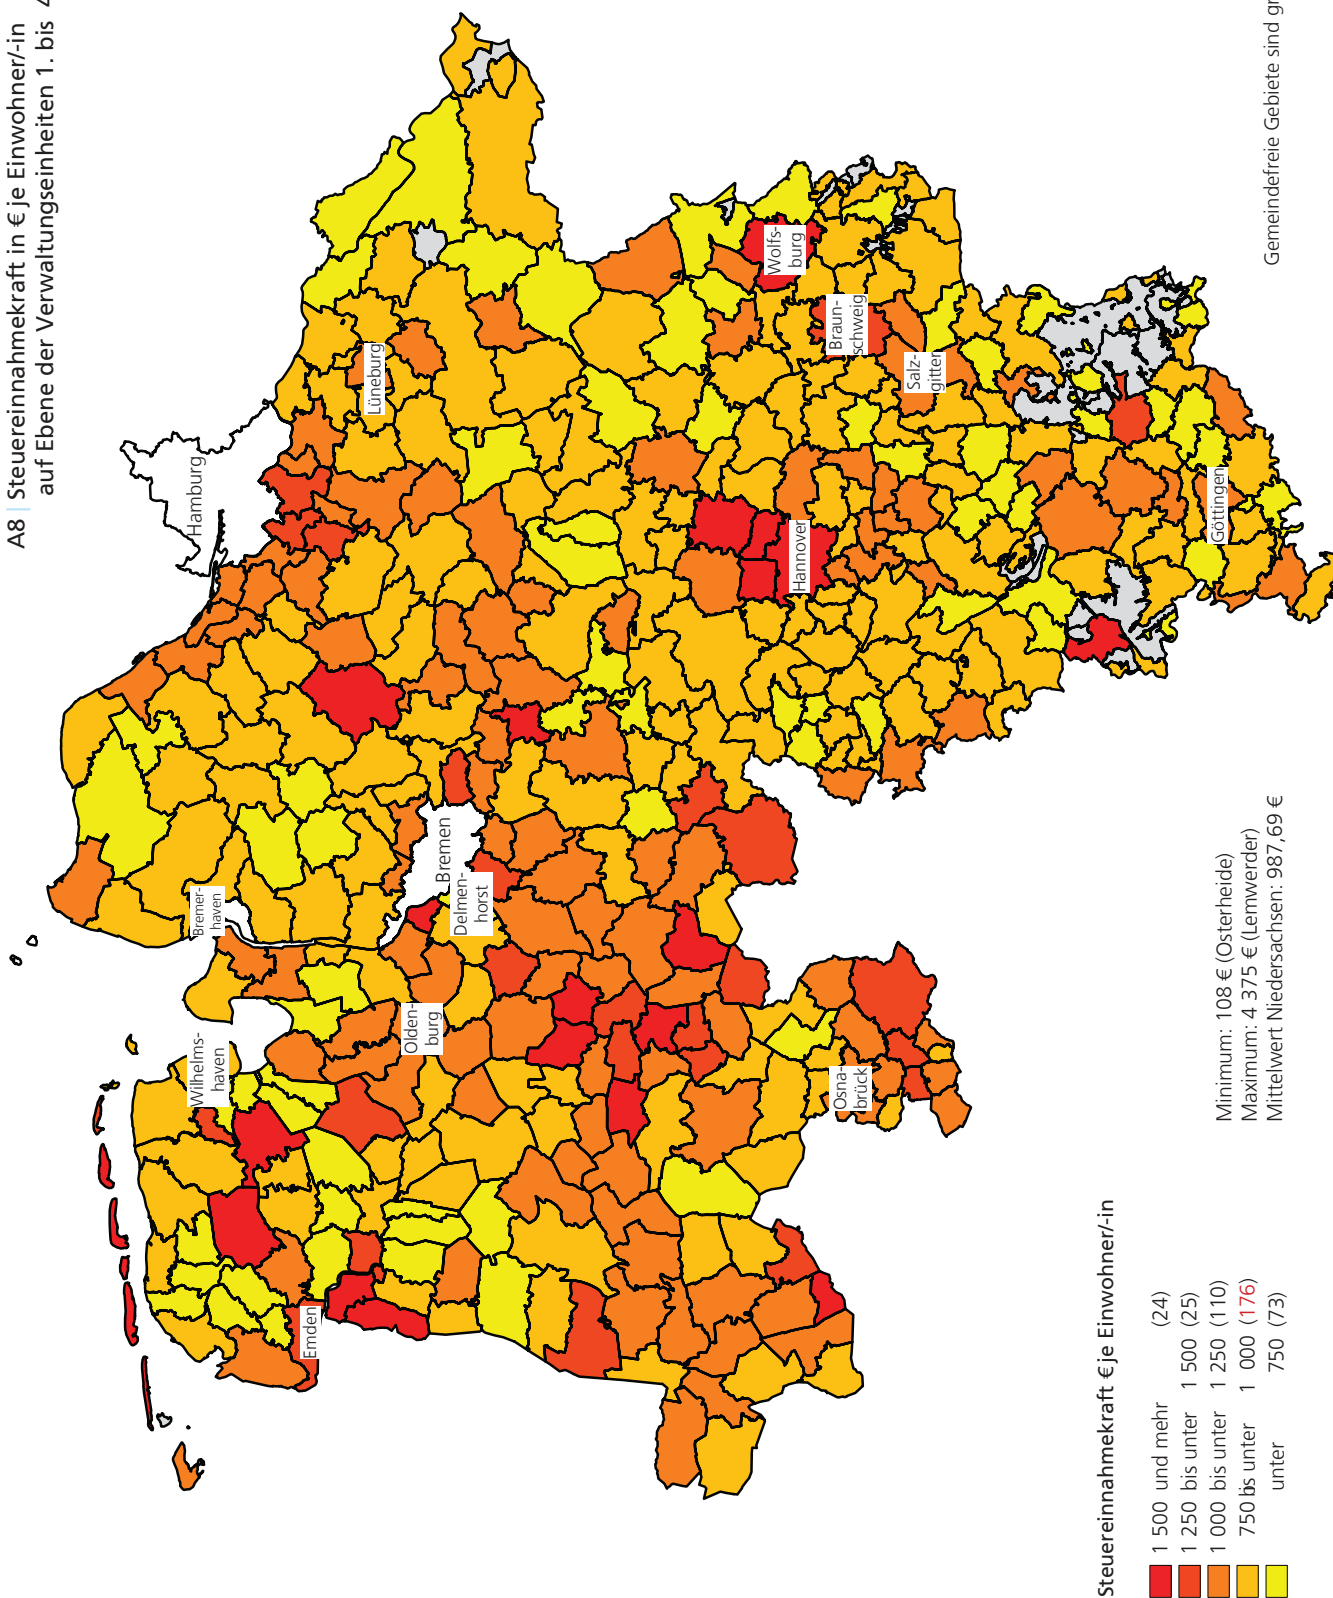 A8 | Steuereinnahmekraft in € je Einwohner/-in
auf Ebene der Verwaltungseinheiten 1. bis
Hamburg
Lüneburg
Bremer-
haven
Wilhelms-
haven
Emden
Olden-
burg
Delmen-
horst
Bremen
Wolfs-
burg
Braun-
schweig
Salz-
gitter
Hannover
Osna-
brück
Göttingen
Steuereinnahmekraft € je Einwohner/-in
1 500 und mehr (24)
1 250 bis unter 1 500 (25)
1 000 bis unter 1 250 (110)
750 bs unter 1 000 (176)
unter 750 (73)
Minimum: 108 € (Osterheide)
Maximum: 4 375 € (Lemwerder)
Mittelwert Niedersachsen: 987,69 €
Gemeindefreie Gebiete sind